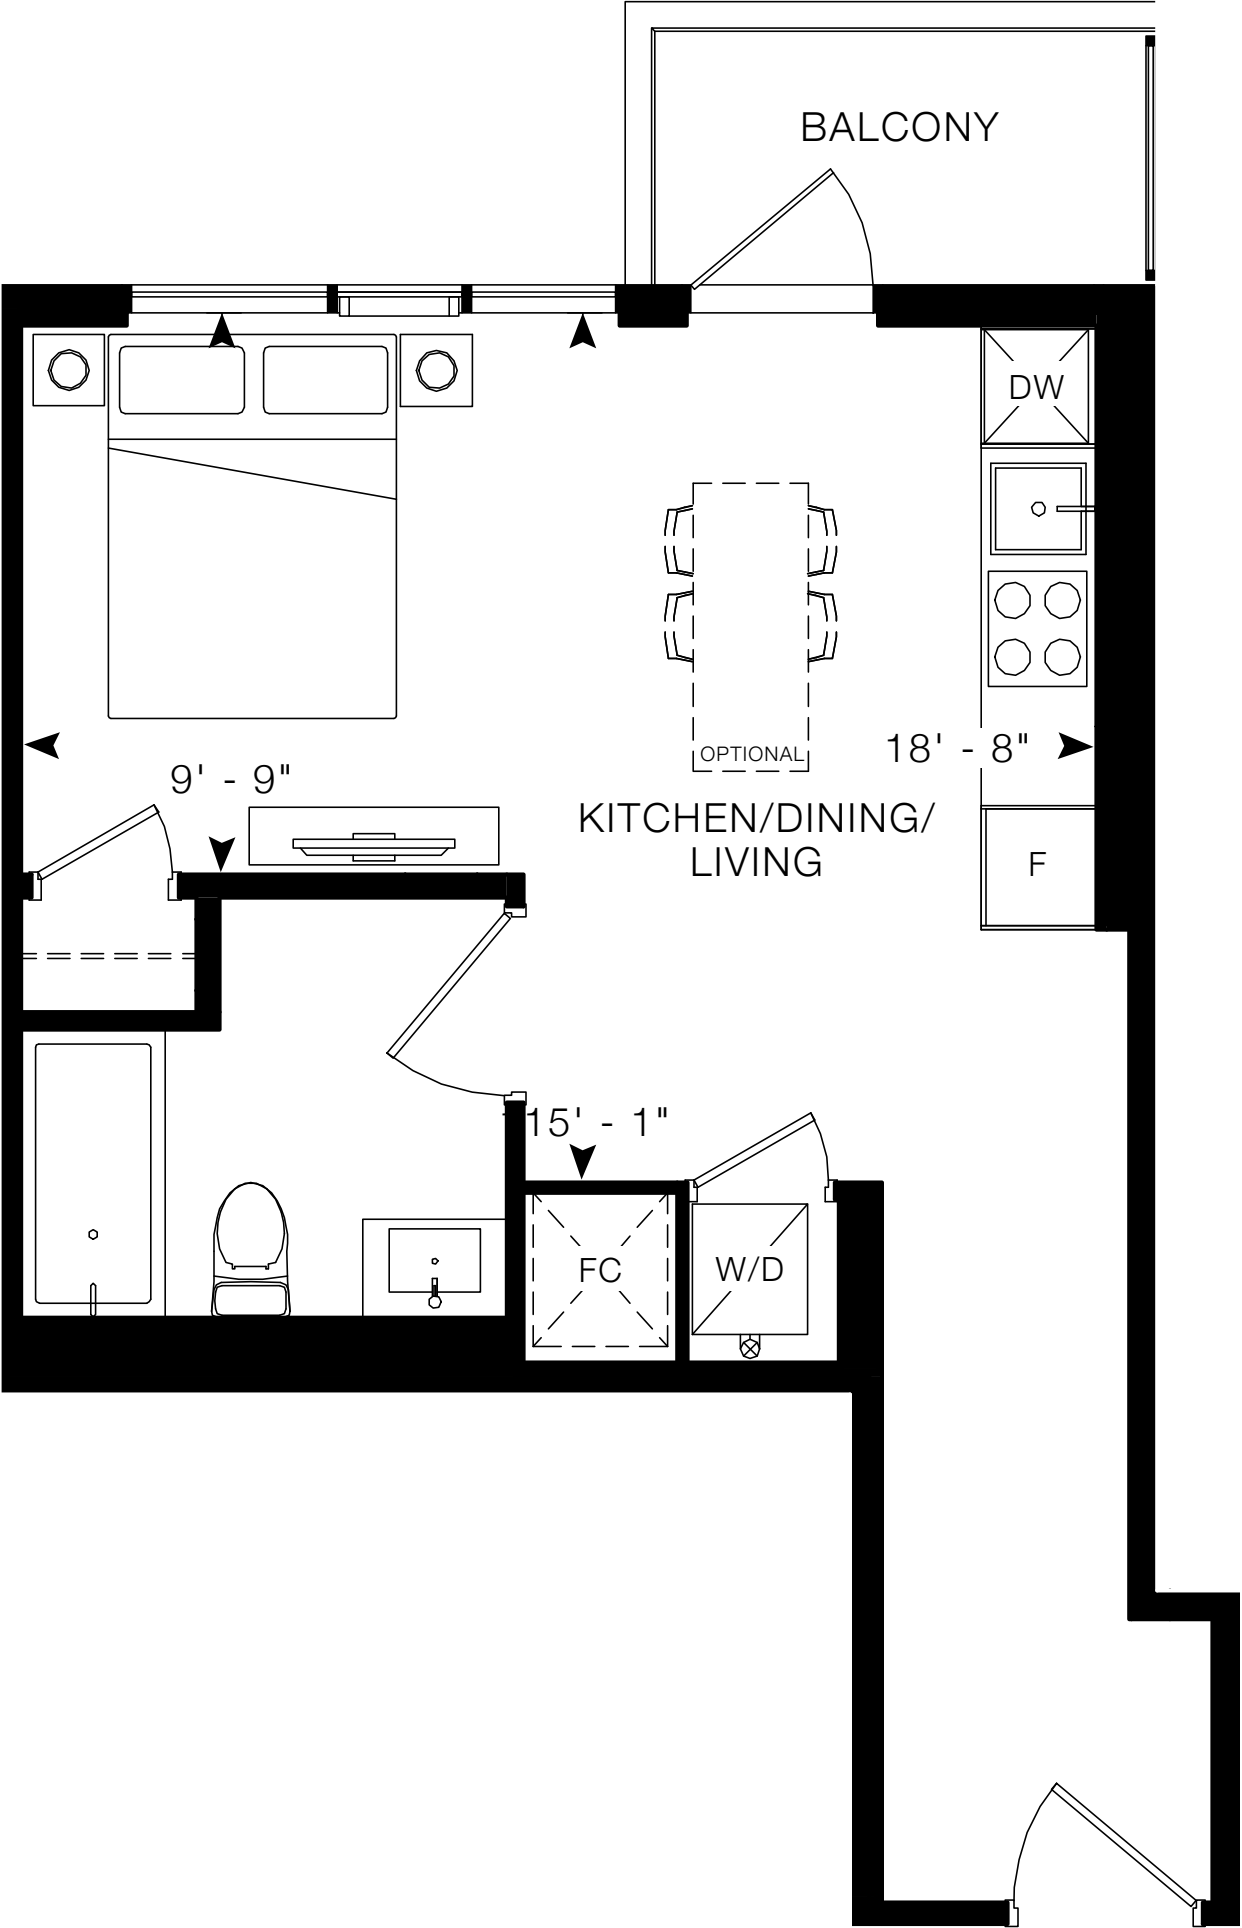 BALCONY
DW
OPTIONAL
18' - 8"
9' - 9"
KITCHEN/DINING/
LIVING
F
15' - 1"
FC
W/D